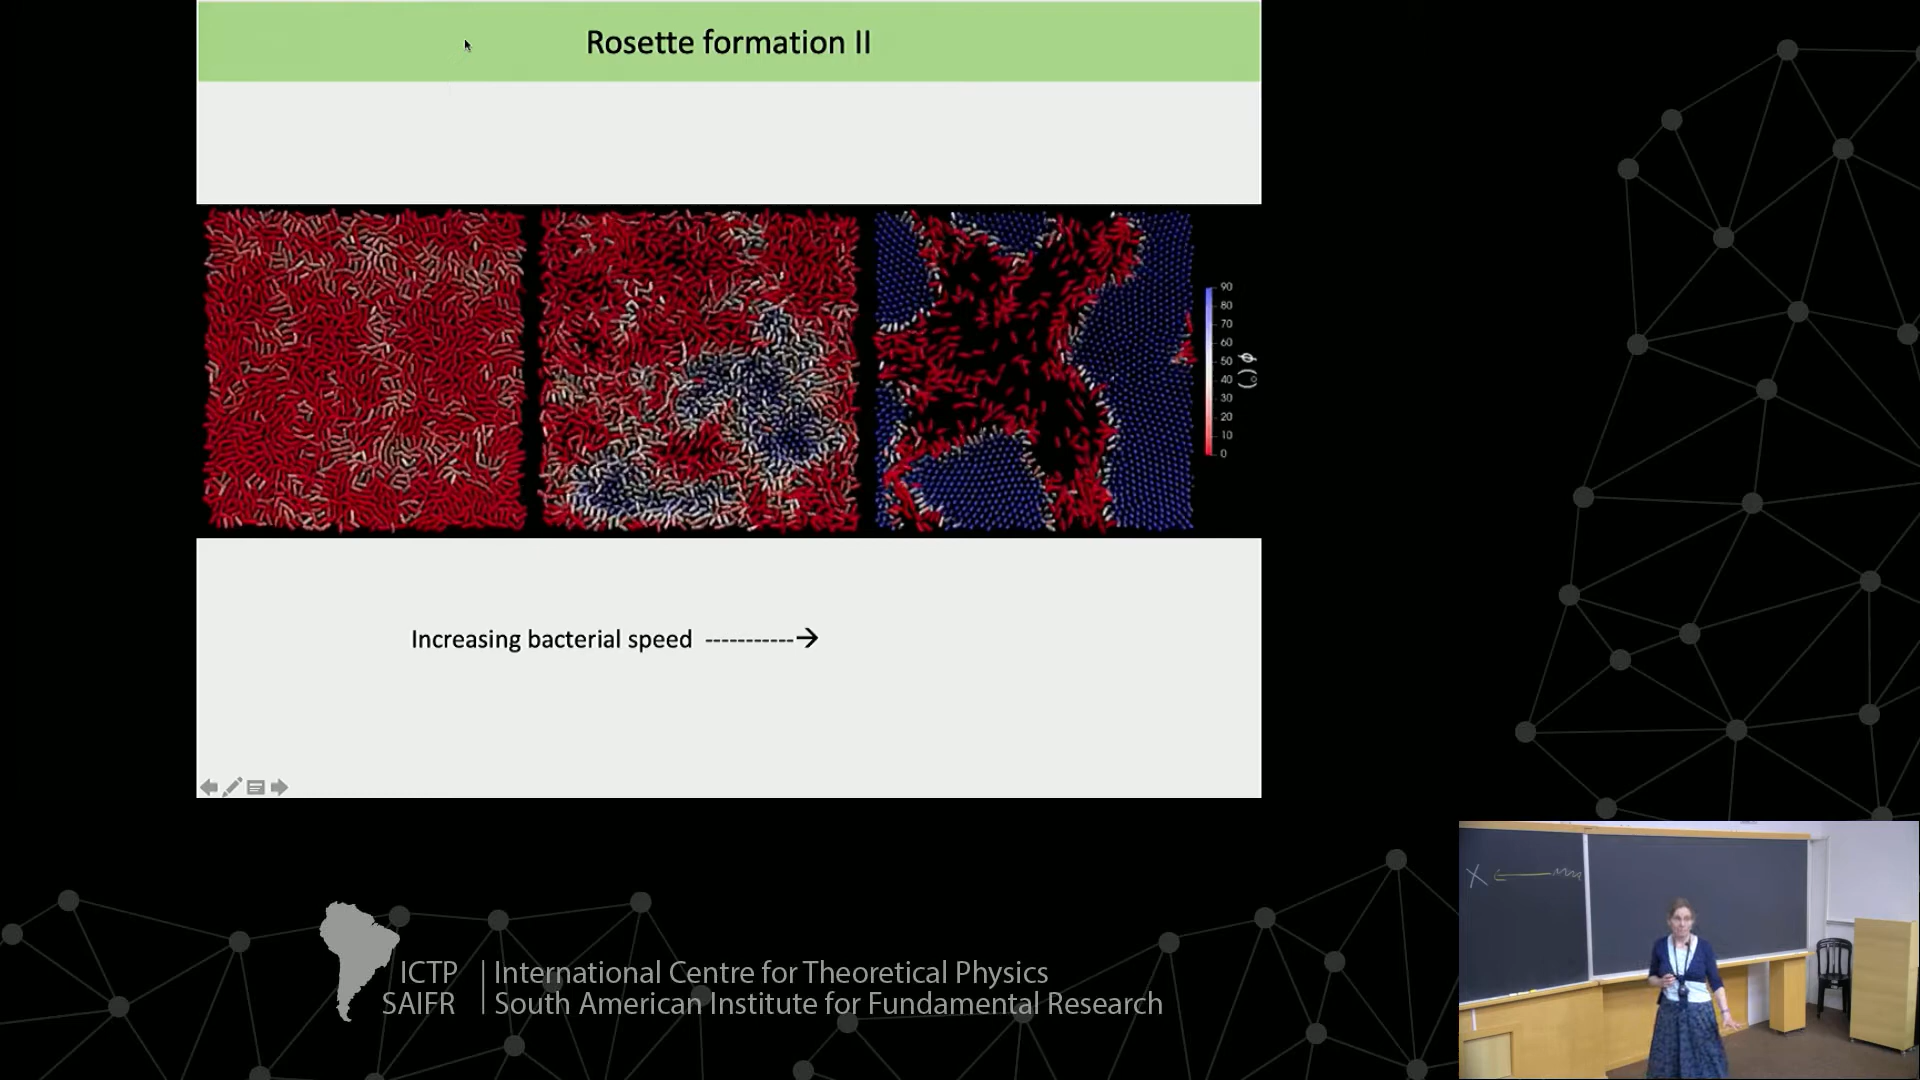 Rosette formation II
90
80
70
60
50
40
30
20
10
0
ϕ (°)
Increasing bacterial speed ----------->
ICTP | International Centre for Theoretical Physics
SAIFR | South American Institute for Fundamental Research
X